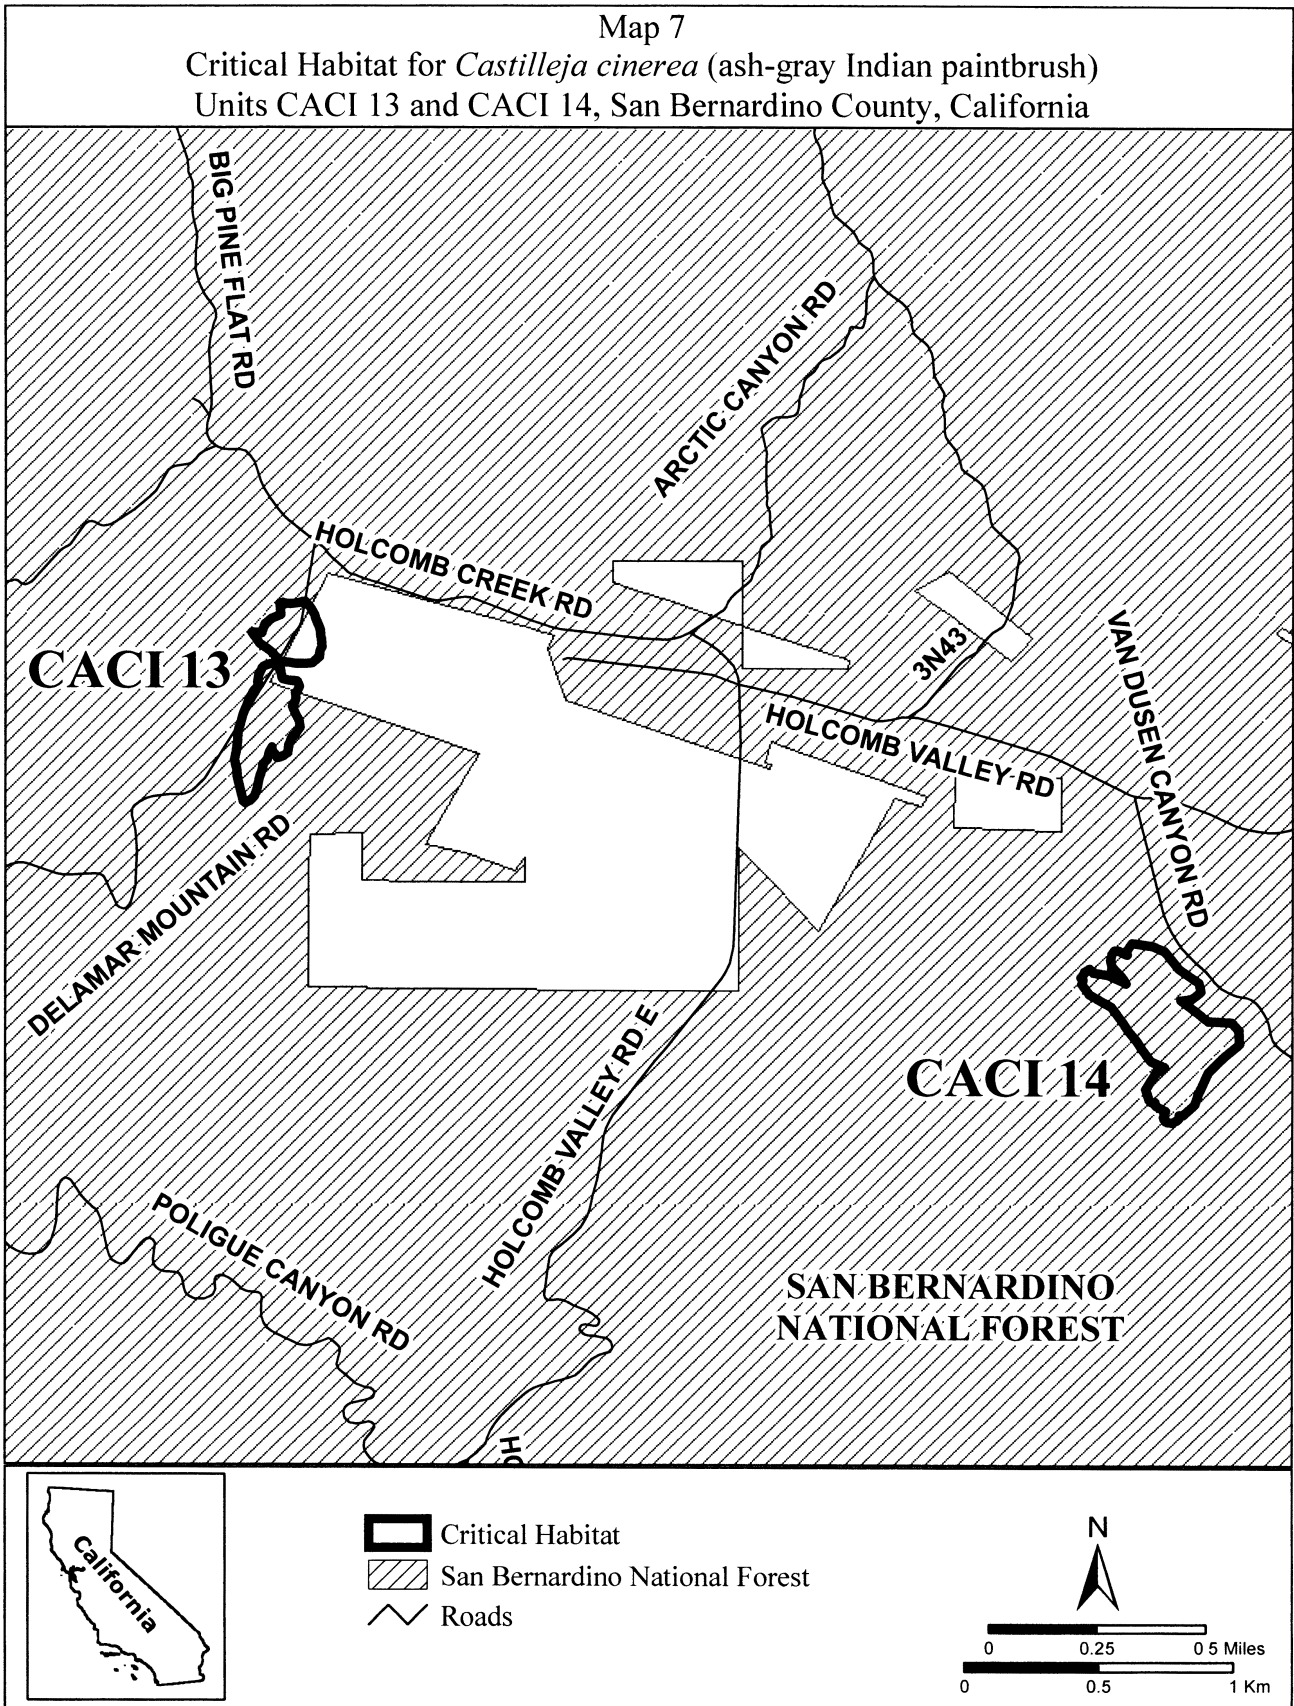 Map 7
Critical Habitat for Castilleja cinerea (ash-gray Indian paintbrush)
Units CACI 13 and CACI 14, San Bernardino County, California
BIG PINE FLAT RD
ARCTIC CANYON RD
HOLCOMB CREEK RD
CACI 13
3N43
VAN DUSEN CANYON RD
HOLCOMB VALLEY RD
DELAMAR MOUNTAIN RD
CACI 14
HOLCOMB VALLEY RD E
POLIGUE CANYON RD
SAN BERNARDINO
NATIONAL FOREST
HO
California
Critical Habitat
San Bernardino National Forest
Roads
N
0 0.25 0 5 Miles
0 0.5 1 Km